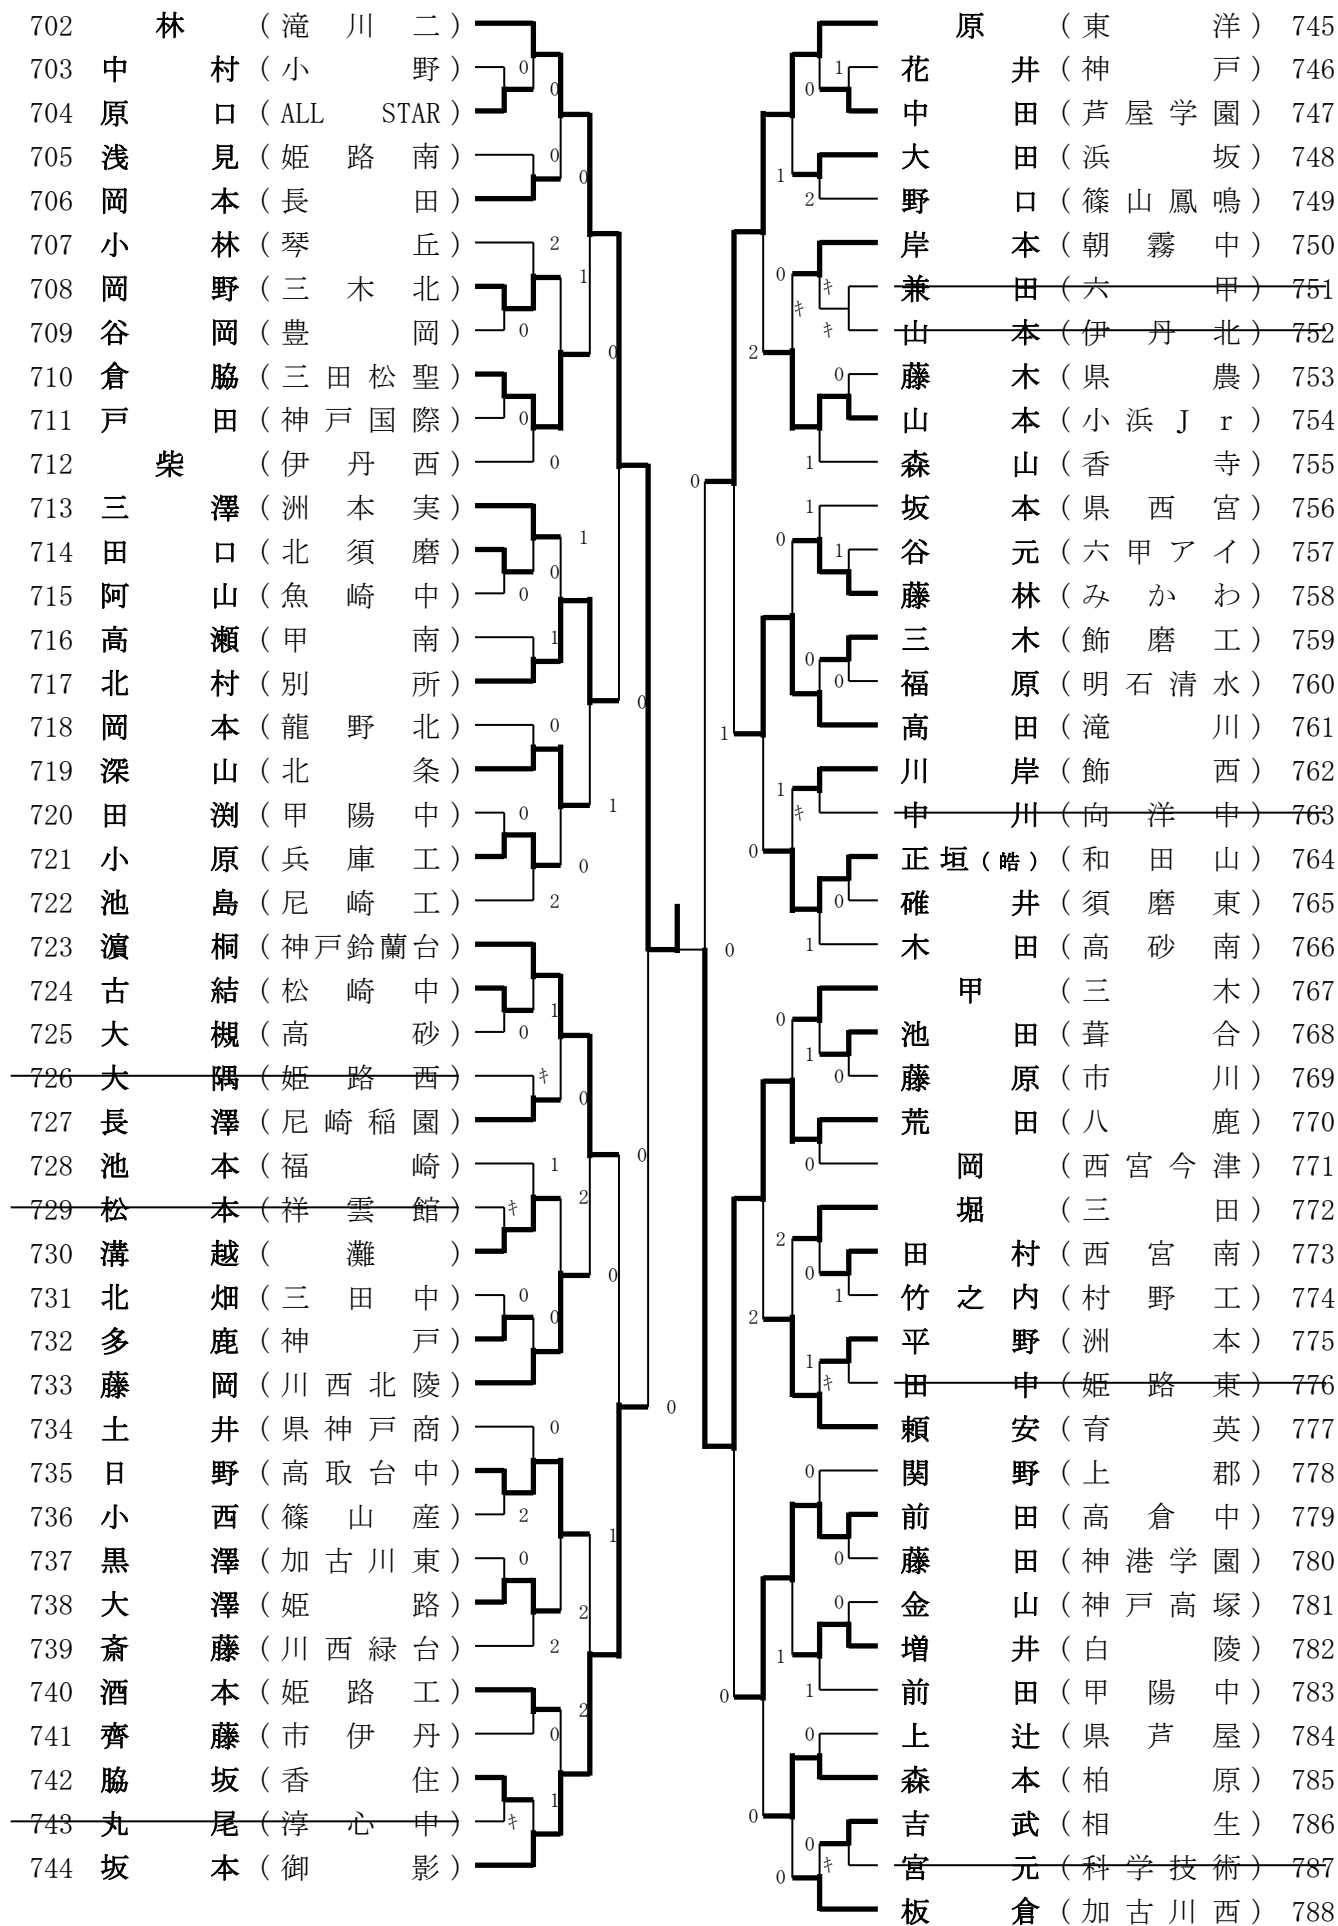 702 林 (滝川二)
703 中村 (小野)
704 原口 (ALL STAR)
705 浅見 (姫路南)
706 岡本 (長田)
707 小林 (琴丘)
708 岡野 (三木北)
709 谷岡 (豊岡)
710 倉脇 (三田松聖)
711 戸田 (神戸国際)
712 柴 (伊丹西)
713 三澤 (洲本実)
714 田口 (北須磨)
715 阿山 (魚崎中)
716 高瀬 (甲南)
717 北村 (別所)
718 岡本 (龍野北)
719 深山 (北条)
720 田渕 (甲陽中)
721 小原 (兵庫工)
722 池島 (尼崎工)
723 濵桐 (神戸鈴蘭台)
724 古結 (松崎中)
725 大槻 (高砂)
726 大隅 (姫路西)
727 長澤 (尼崎稲園)
728 池本 (福崎)
729 松本 (祥雲館)
730 溝越 (灘)
731 北畑 (三田中)
732 多鹿 (神戸)
733 藤岡 (川西北陵)
734 土井 (県神戸商)
735 日野 (高取台中)
736 小西 (篠山産)
737 黒澤 (加古川東)
738 大澤 (姫路)
739 斎藤 (川西緑台)
740 酒本 (姫路工)
741 齊藤 (市伊丹)
742 脇坂 (香住)
743 丸尾 (淳心中)
744 坂本 (御影)
原 (東洋) 745
花井 (神戸) 746
中田 (芦屋学園) 747
大田 (浜坂) 748
野口 (篠山鳳鳴) 749
岸本 (朝霧中) 750
兼田 (六甲) 751
山本 (伊丹北) 752
藤木 (県農) 753
山本 (小浜Jr) 754
森山 (香寺) 755
坂本 (県西宮) 756
谷元 (六甲アイ) 757
藤林 (みかわ) 758
三木 (飾磨工) 759
福原 (明石清水) 760
高田 (滝川) 761
川岸 (飾西) 762
中川 (向洋中) 763
正垣(皓) (和田山) 764
碓井 (須磨東) 765
木田 (高砂南) 766
甲 (三木) 767
池田 (葺合) 768
藤原 (市川) 769
荒田 (八鹿) 770
岡 (西宮今津) 771
堀 (三田) 772
田村 (西宮南) 773
竹之内 (村野工) 774
平野 (洲本) 775
田中 (姫路東) 776
頼安 (育英) 777
関野 (上郡) 778
前田 (高倉中) 779
藤田 (神港学園) 780
金山 (神戸高塚) 781
増井 (白陵) 782
前田 (甲陽中) 783
上辻 (県芦屋) 784
森本 (柏原) 785
吉武 (相生) 786
宮元 (科学技術) 787
板倉 (加古川西) 788